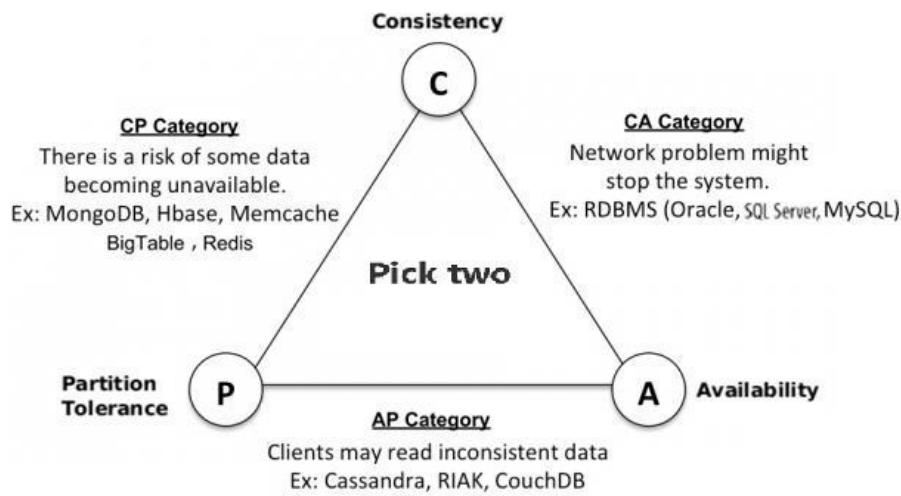 Consistency
C
CP Category
There is a risk of some data
becoming unavailable.
Ex: MongoDB, Hbase, Memcache
BigTable , Redis
CA Category
Network problem might
stop the system.
Ex: RDBMS (Oracle, SQL Server, MySQL)
Pick two
Partition
Tolerance
P
A
Availability
AP Category
Clients may read inconsistent data
Ex: Cassandra, RIAK, CouchDB